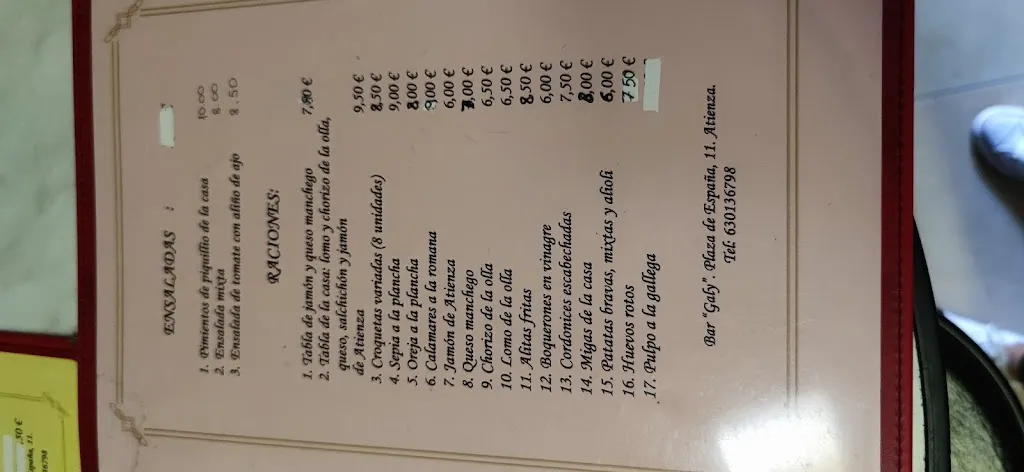 ENSALADAS :
1. Pimientos de piquillo de la casa 10.00
2. Ensalada mixta 8.00
3. Ensalada de tomate con aliño de ajo 8.50
RACIONES:
1. Tabla de jamón y queso manchego 7,80 €
2. Tabla de la casa: lomo y chorizo de la olla,
queso, salchichón y jamón
de Atienza 9,50 €
3. Croquetas variadas (8 unidades) 8,50 €
4. Sepia a la plancha 9,00 €
5. Oreja a la plancha 8,00 €
6. Calamares a la romana 9,00 €
7. Jamón de Atienza 6,00 €
8. Queso manchego 7,00 €
9. Chorizo de la olla 6,50 €
10. Lomo de la olla 6,50 €
11. Alitas fritas 8,50 €
12. Boquerones en vinagre 6,00 €
13. Cordonices escabechadas 7,50 €
14. Migas de la casa 8,00 €
15. Patatas bravas, mixtas y alioli 6,00 €
16. Huevos rotos 7,50 €
17. Pulpo a la gallega
Bar "Gaby". Plaza de España, 11. Atienza.
Tel: 630136798
,50 €
11.
36798